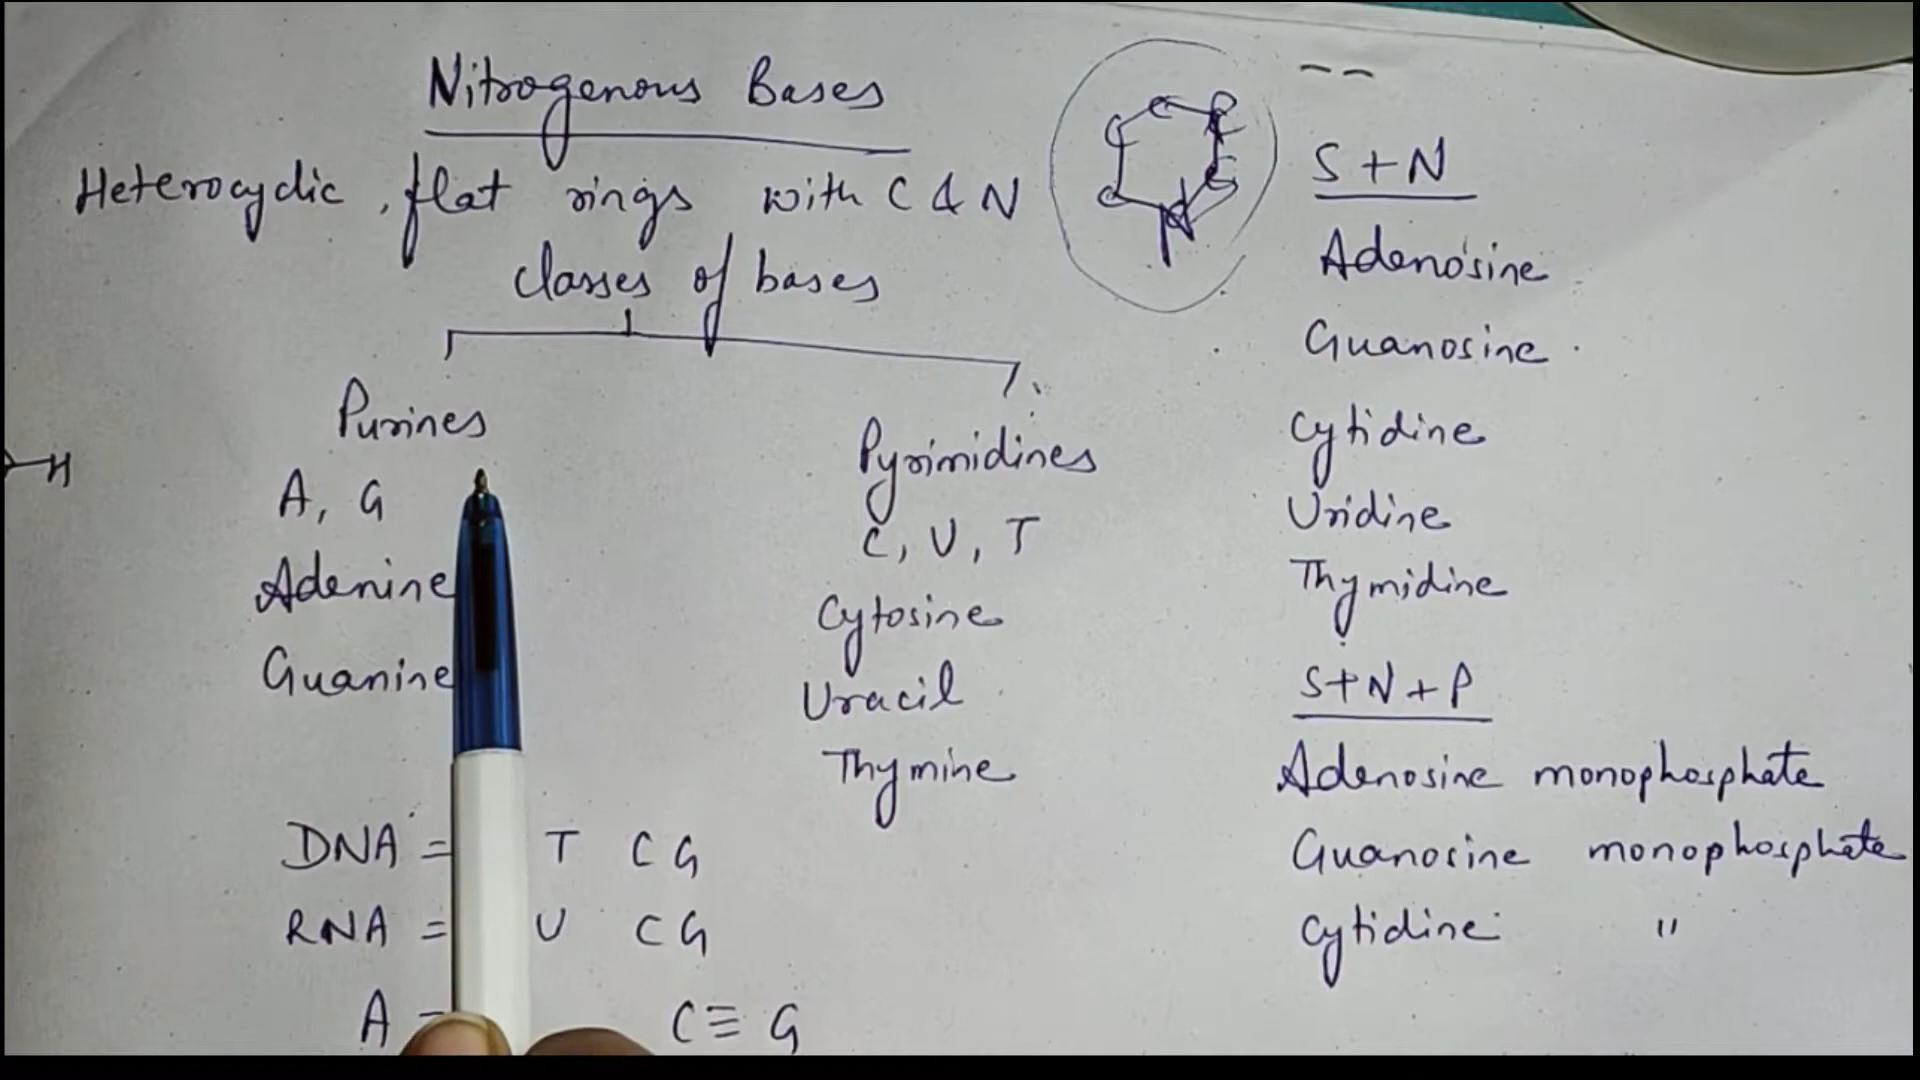 Nitrogenous Bases
Heterocyclic, flat rings with C & N
classes of bases
Purines
A, G
Adenine
Guanine
Pyrimidines
C, U, T
Cytosine
Uracil
Thymine
DNA = T C G
RNA = U C G
A C ≡ G
H
S + N
Adenosine
Guanosine
Cytidine
Uridine
Thymidine
S + N + P
Adenosine monophosphate
Guanosine monophosphate
Cytidine "